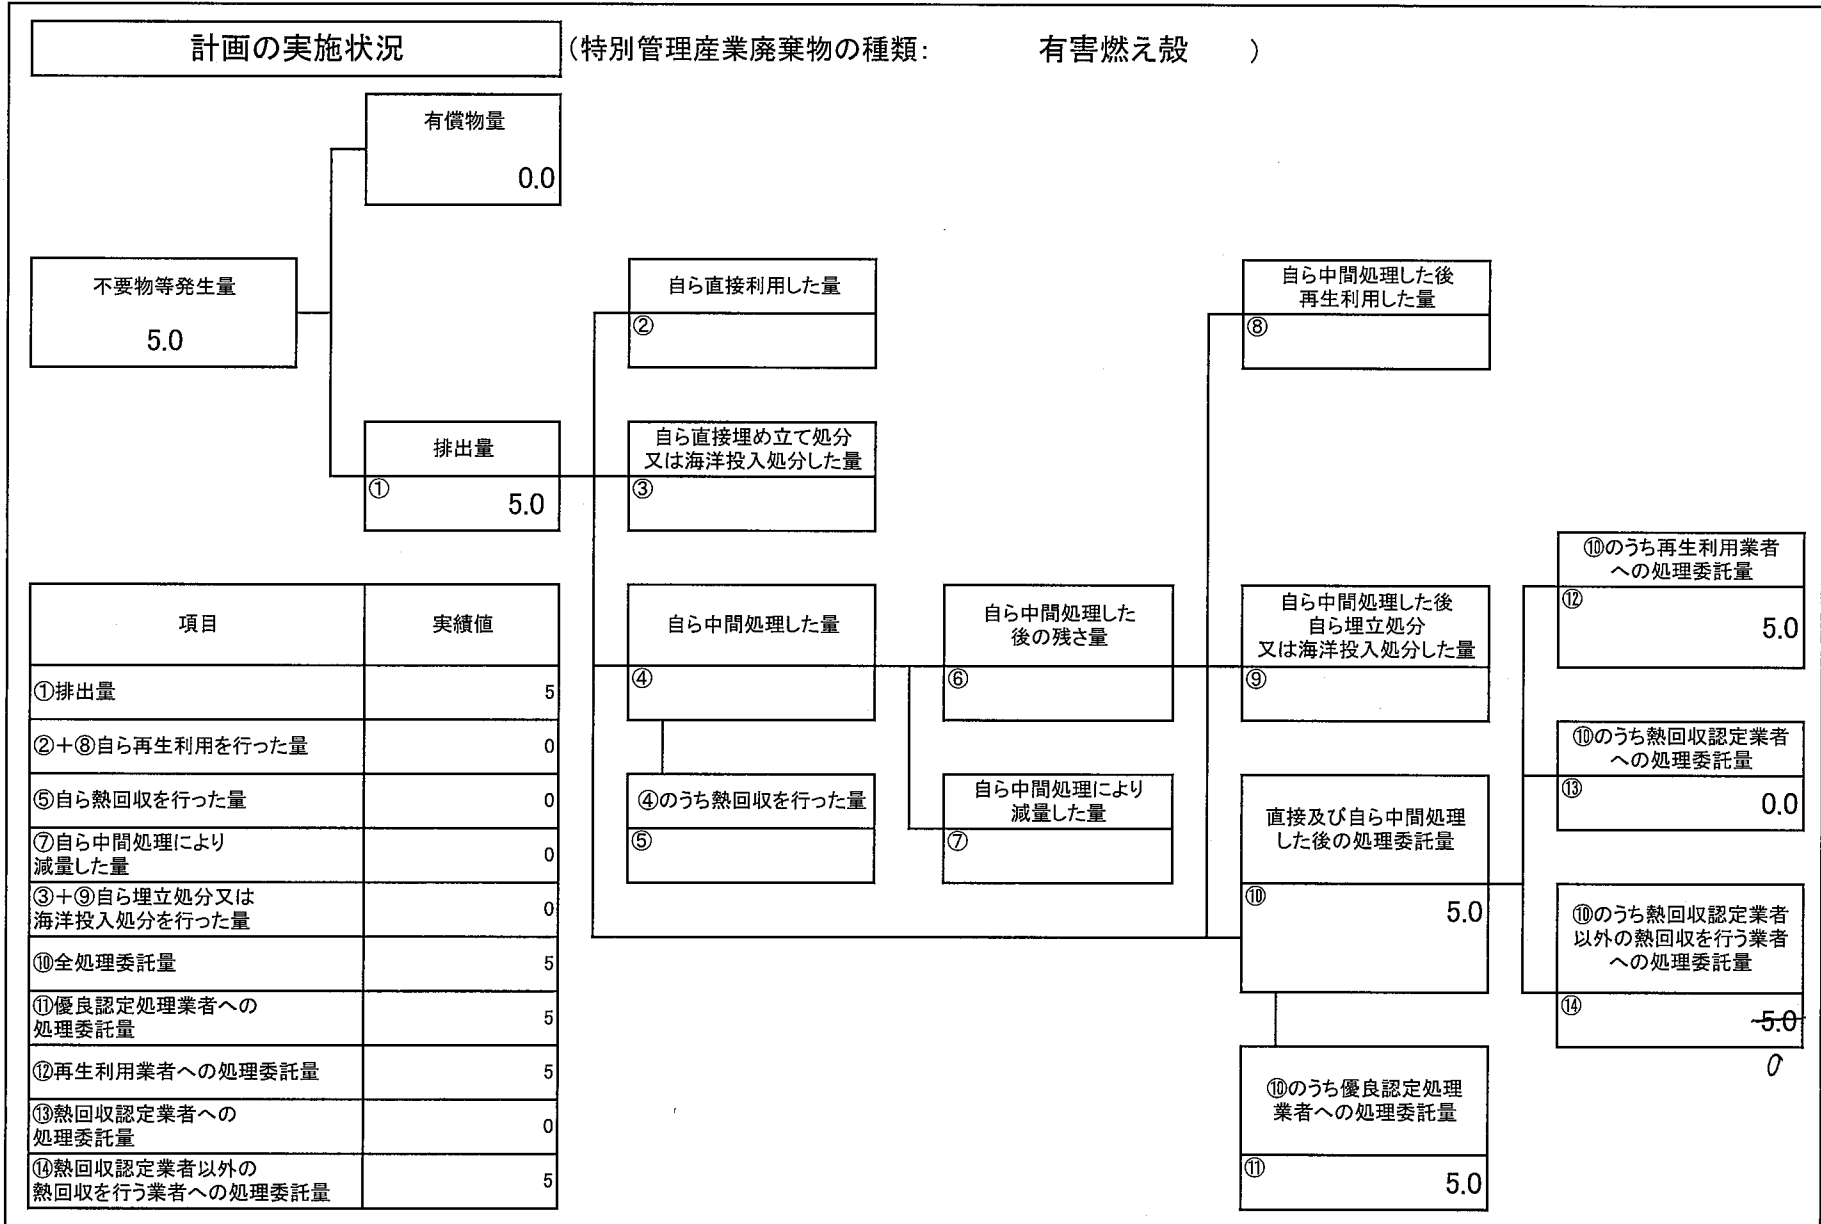 計画の実施状況
(特別管理産業廃棄物の種類: 有害燃え殻 )
有償物量
0.0
不要物等発生量
5.0
排出量
①
5.0
自ら直接利用した量
②
自ら直接埋め立て処分
又は海洋投入処分した量
③
自ら中間処理した量
④
④のうち熱回収を行った量
⑤
自ら中間処理した
後の残さ量
⑥
自ら中間処理により
減量した量
⑦
自ら中間処理した後
再生利用した量
⑧
自ら中間処理した後
自ら埋立処分
又は海洋投入処分した量
⑨
直接及び自ら中間処理
した後の処理委託量
⑩
5.0
⑩のうち優良認定処理
業者への処理委託量
⑪
5.0
⑩のうち再生利用業者
への処理委託量
⑫
5.0
⑩のうち熱回収認定業者
への処理委託量
⑬
0.0
⑩のうち熱回収認定業者
以外の熱回収を行う業者
への処理委託量
⑭
5.0
0
項目 実績値
①排出量 5
②+⑧自ら再生利用を行った量 0
⑤自ら熱回収を行った量 0
⑦自ら中間処理により
減量した量 0
③+⑨自ら埋立処分又は
海洋投入処分を行った量 0
⑩全処理委託量 5
⑪優良認定処理業者への
処理委託量 5
⑫再生利用業者への処理委託量 5
⑬熱回収認定業者への
処理委託量 0
⑭熱回収認定業者以外の
熱回収を行う業者への処理委託量 5